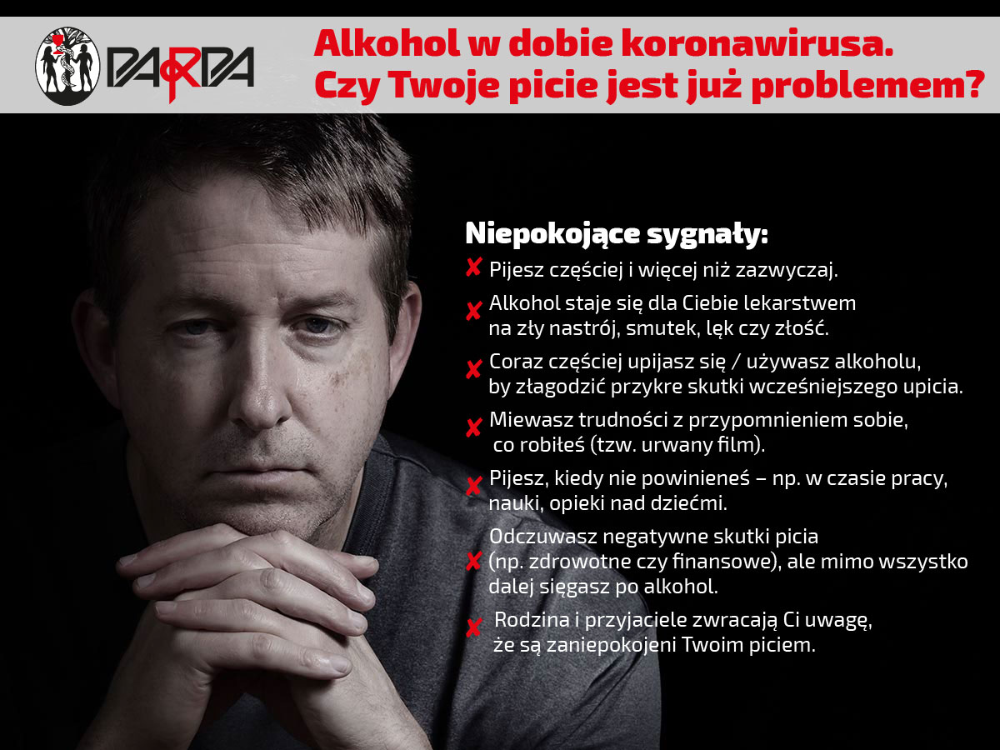 PARPA
Alkohol w dobie koronawirusa.
Czy Twoje picie jest już problemem?
Niepokojące sygnały:
✘ Pijesz częściej i więcej niż zazwyczaj.
✘ Alkohol staje się dla Ciebie lekarstwem
na zły nastrój, smutek, lęk czy złość.
✘ Coraz częściej upijasz się / używasz alkoholu,
by złagodzić przykre skutki wcześniejszego upicia.
✘ Miewasz trudności z przypomnieniem sobie,
co robiłeś (tzw. urwany film).
✘ Pijesz, kiedy nie powinieneś – np. w czasie pracy,
nauki, opieki nad dziećmi.
✘ Odczuwasz negatywne skutki picia
(np. zdrowotne czy finansowe), ale mimo wszystko
dalej sięgasz po alkohol.
✘ Rodzina i przyjaciele zwracają Ci uwagę,
że są zaniepokojeni Twoim piciem.